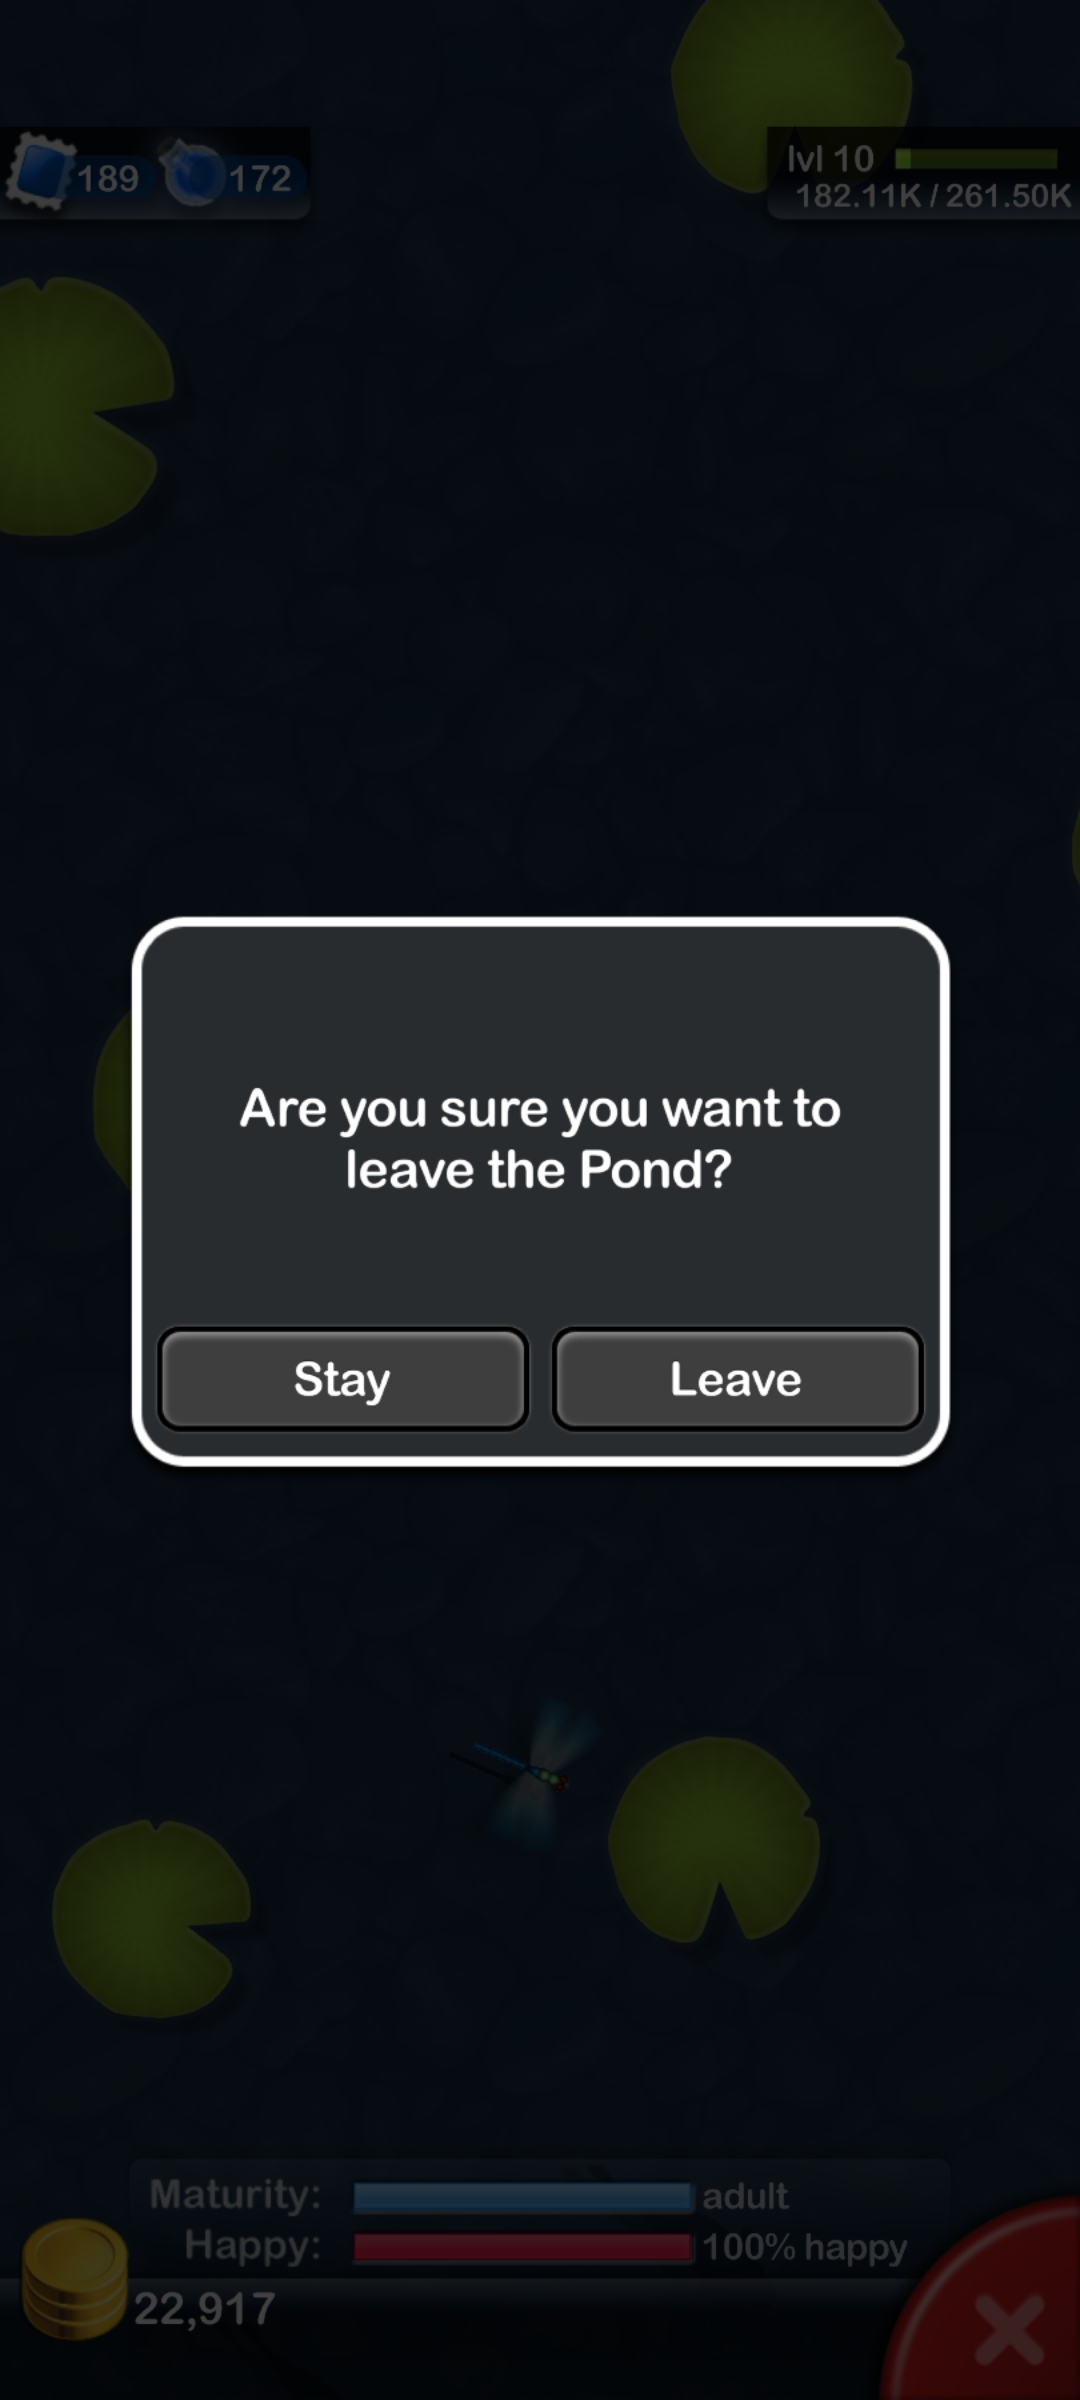 189 172
lvl 10
182.11K / 261.50K
Are you sure you want to
leave the Pond?
Stay Leave
Maturity: adult
Happy: 100% happy
22,917